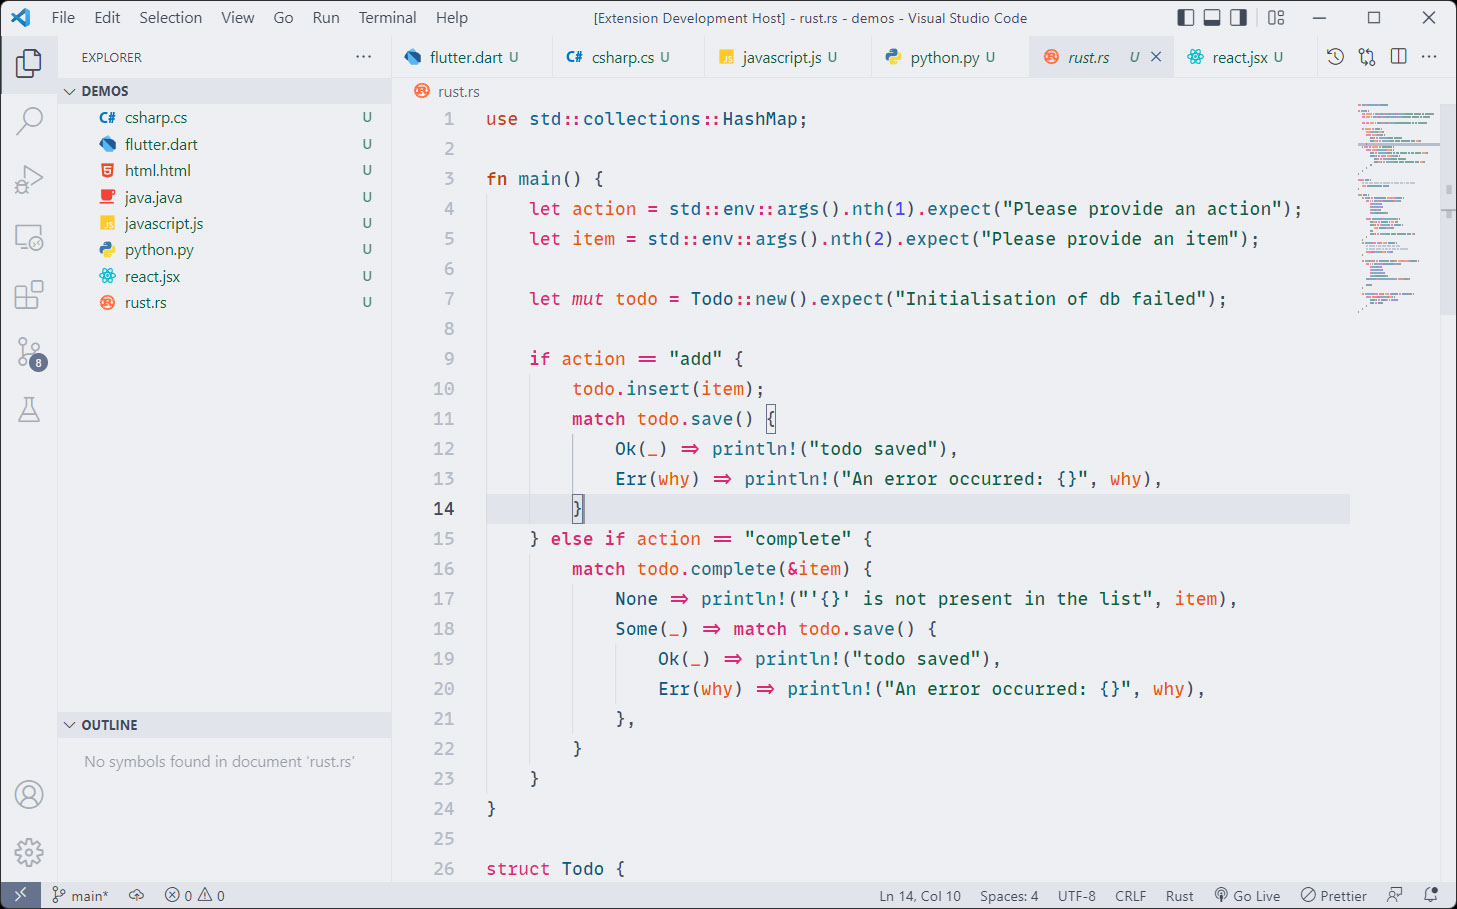 File Edit Selection View Go Run Terminal Help [Extension Development Host] - rust.rs - demos - Visual Studio Code
EXPLORER
DEMOS
C# csharp.cs U
flutter.dart U
html.html U
java.java U
JS javascript.js U
python.py U
react.jsx U
rust.rs U
OUTLINE
No symbols found in document 'rust.rs'
8
flutter.dart U C# csharp.cs U JS javascript.js U python.py U rust.rs U react.jsx U
rust.rs
1 use std::collections::HashMap;
2
3 fn main() {
4 let action = std::env::args().nth(1).expect("Please provide an action");
5 let item = std::env::args().nth(2).expect("Please provide an item");
6
7 let mut todo = Todo::new().expect("Initialisation of db failed");
8
9 if action == "add" {
10 todo.insert(item);
11 match todo.save() {
12 Ok(_) => println!("todo saved"),
13 Err(why) => println!("An error occurred: {}", why),
14 }
15 } else if action == "complete" {
16 match todo.complete(&item) {
17 None => println!("'{}' is not present in the list", item),
18 Some(_) => match todo.save() {
19 Ok(_) => println!("todo saved"),
20 Err(why) => println!("An error occurred: {}", why),
21 },
22 }
23 }
24 }
25
26 struct Todo {
main* 0 0 Ln 14, Col 10 Spaces: 4 UTF-8 CRLF Rust Go Live Prettier